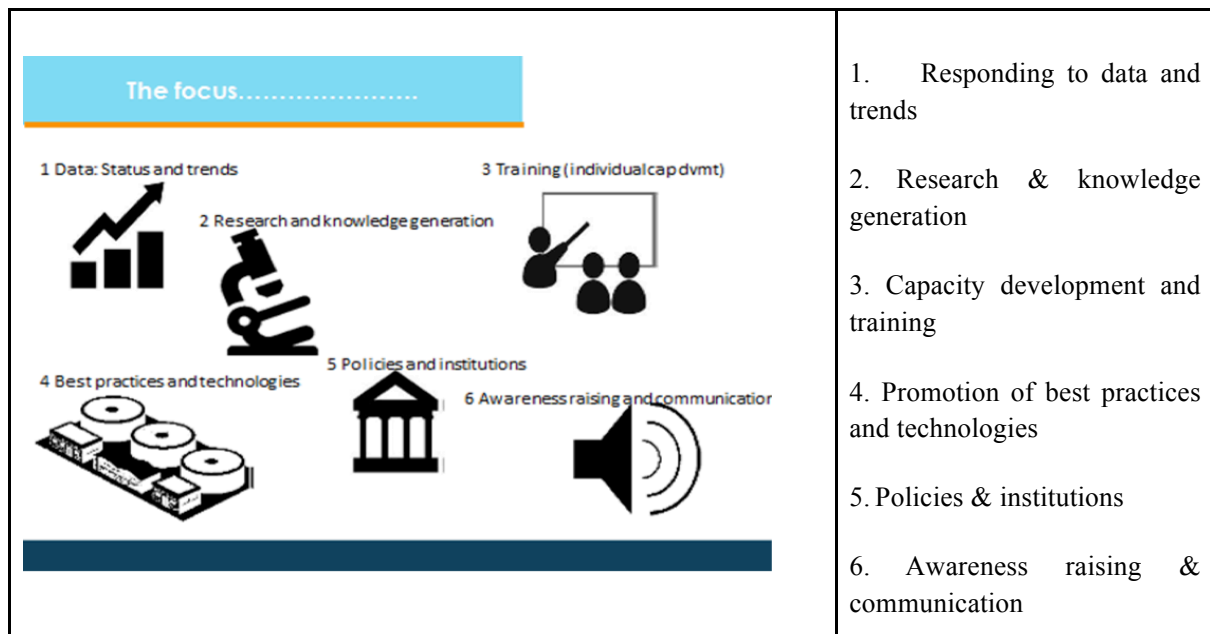 The focus......................
1 Data: Status and trends
3 Training (individual cap dvmt)
2 Research and knowledge generation
5 Policies and institutions
4 Best practices and technologies
6 Awareness raising and communication
1. Responding to data and
trends
2. Research & knowledge
generation
3. Capacity development and
training
4. Promotion of best practices
and technologies
5. Policies & institutions
6. Awareness raising &
communication